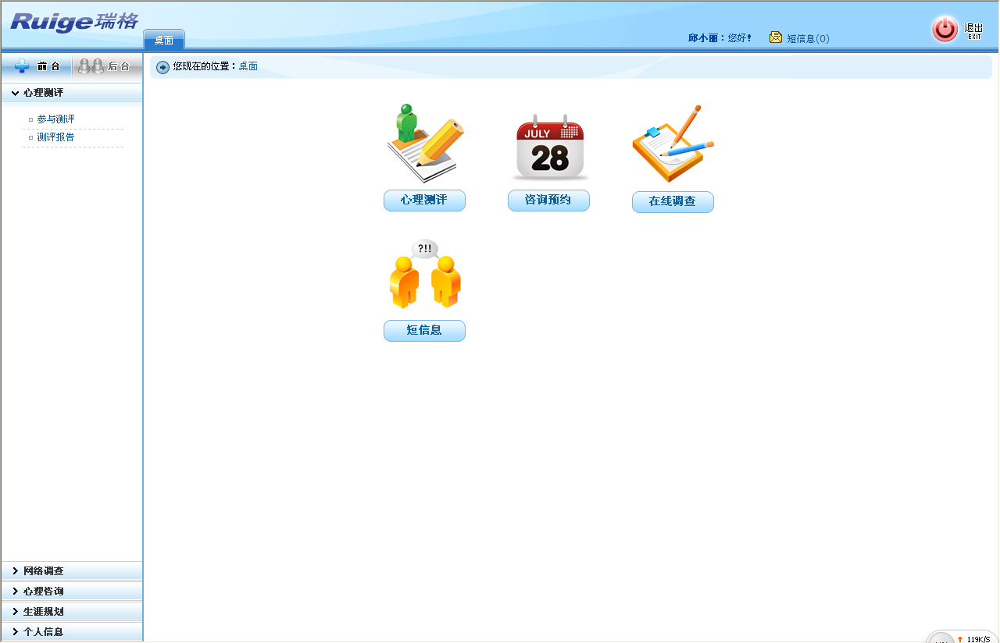 Ruige瑞格
桌面
邱小丽：您好！
短信息(0)
退出
EXIT
前台
后台
您现在的位置：桌面
心理测评
参与测评
测评报告
JULY
28
心理测评
咨询预约
在线调查
?!!
短信息
网络调查
心理咨询
生涯规划
个人信息
119K/S